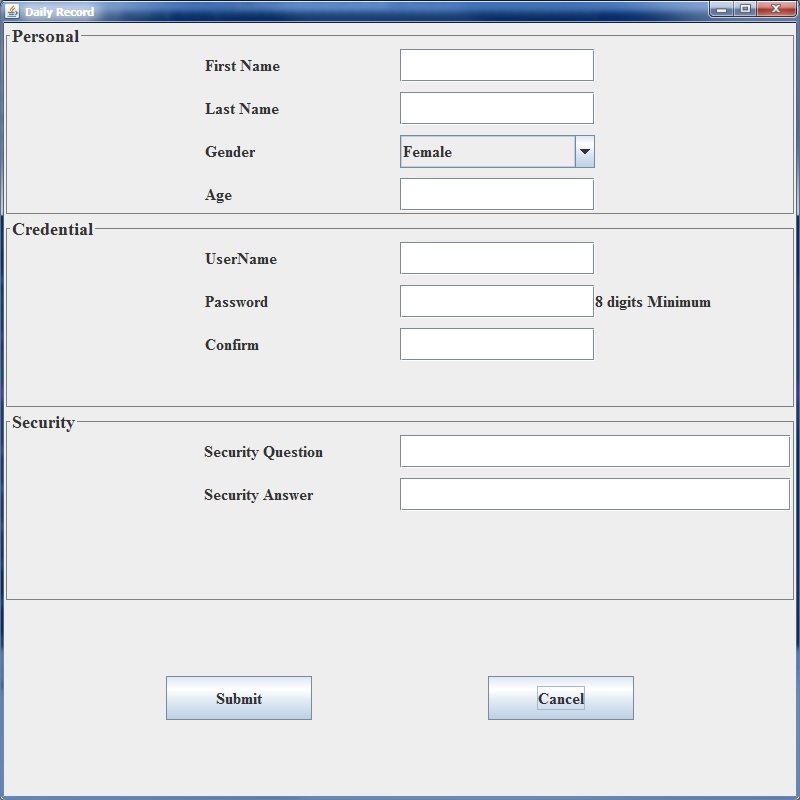 Daily Record
Personal
First Name
Last Name
Gender
Female
Age
Credential
UserName
Password
8 digits Minimum
Confirm
Security
Security Question
Security Answer
Submit
Cancel